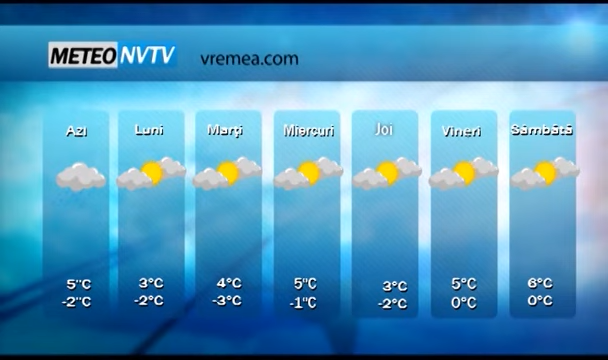 METEO NVTV vremea.com
Azi Luni Marţi Miercuri Joi Vineri Sâmbătă
5°C 3°C 4°C 5°C 3°C 5°C 6°C
-2°C -2°C -3°C -1°C -2°C 0°C 0°C